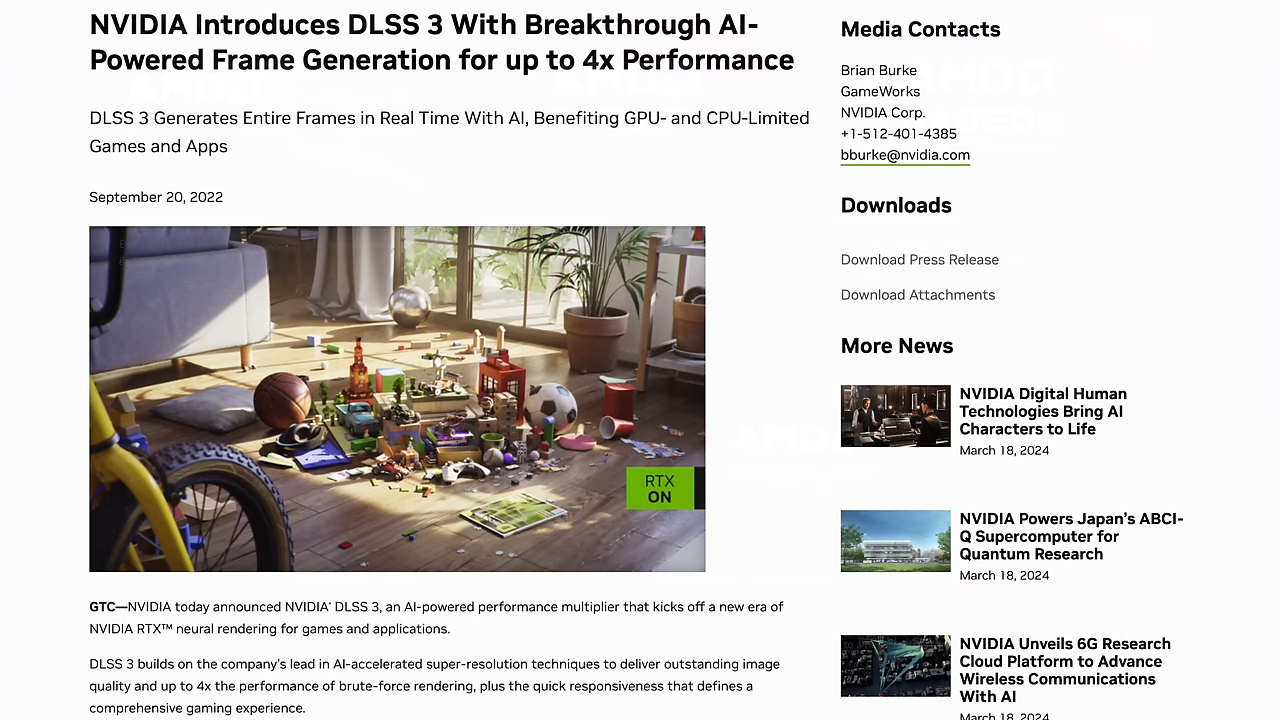 NVIDIA Introduces DLSS 3 With Breakthrough AI-
Powered Frame Generation for up to 4x Performance
DLSS 3 Generates Entire Frames in Real Time With AI, Benefiting GPU- and CPU-Limited
Games and Apps
September 20, 2022
RTX
ON
GTC—NVIDIA today announced NVIDIA® DLSS 3, an AI-powered performance multiplier that kicks off a new era of
NVIDIA RTX™ neural rendering for games and applications.
DLSS 3 builds on the company's lead in AI-accelerated super-resolution techniques to deliver outstanding image
quality and up to 4x the performance of brute-force rendering, plus the quick responsiveness that defines a
comprehensive gaming experience.
Media Contacts
Brian Burke
GameWorks
NVIDIA Corp.
+1-512-401-4385
bburke@nvidia.com
Downloads
Download Press Release
Download Attachments
More News
NVIDIA Digital Human
Technologies Bring AI
Characters to Life
March 18, 2024
NVIDIA Powers Japan's ABCI-
Q Supercomputer for
Quantum Research
March 18, 2024
NVIDIA Unveils 6G Research
Cloud Platform to Advance
Wireless Communications
With AI
March 18, 2024